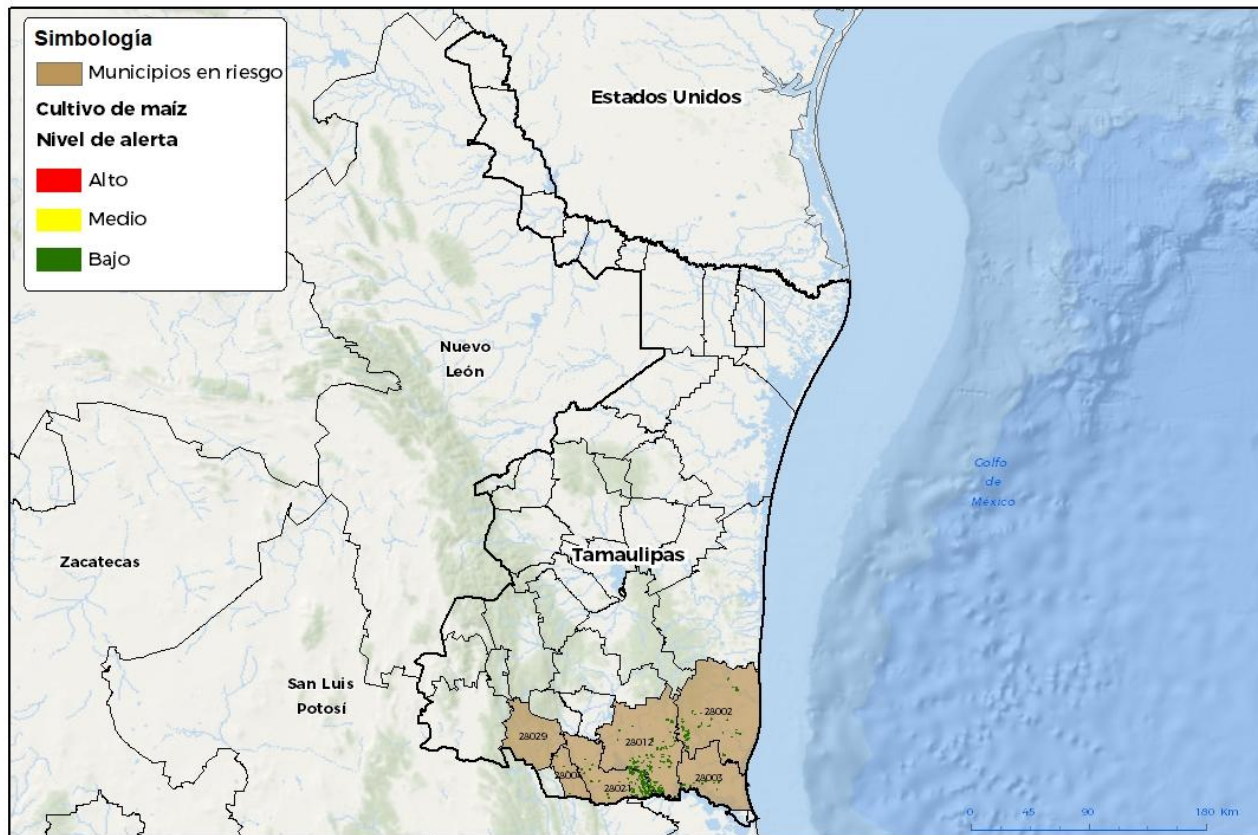 Simbología
Municipios en riesgo
Cultivo de maíz
Nivel de alerta
Alto
Medio
Bajo
Estados Unidos
Nuevo
León
Golfo
de
Mexico
Tamaulipas
Zacatecas
San Luis
Potosí
28002
28029
28012
28003
28021
0 45 90 180 Km